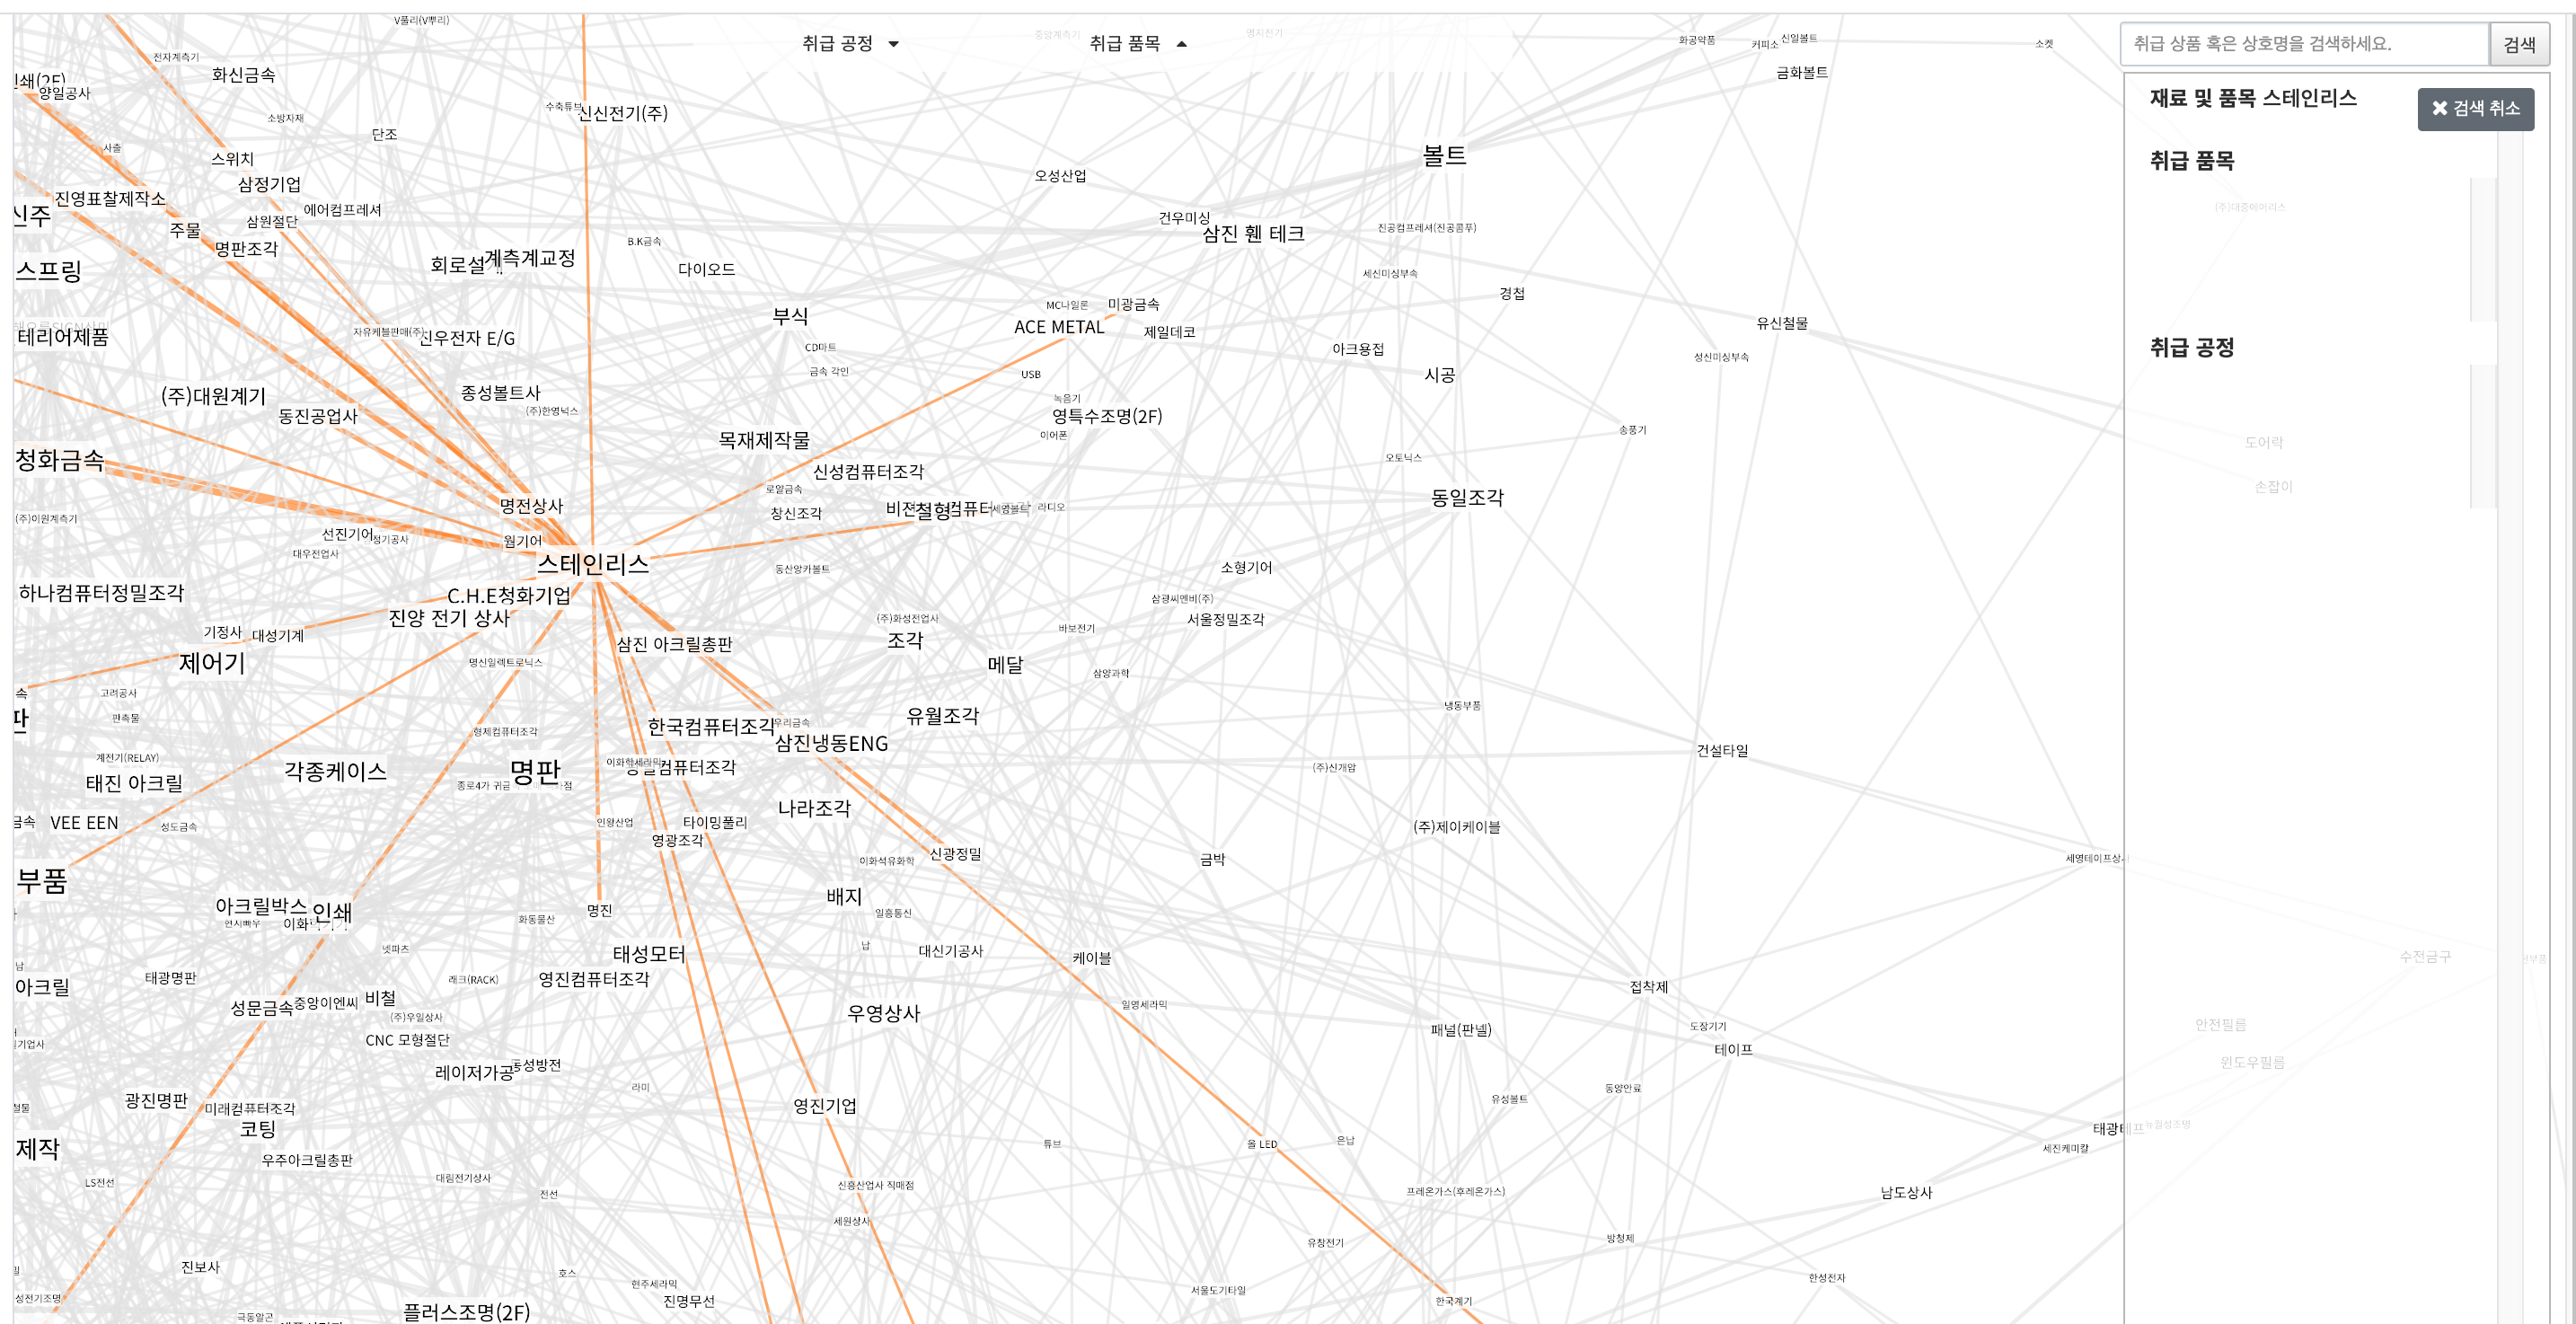 V풀리(V뿌리)
취급 공정
중앙계측기
취급 품목
명지전기
화공약품
커피소
신일볼트
소켓
취급 상품 혹은 상호명을 검색하세요.
검색
전자계측기
화신금속
금화볼트
양일공사
재료 및 품목 스테인리스
검색 취소
수축튜브
신신전기(주)
소방자재
단조
사출
스위치
볼트
취급 품목
삼정기업
오성산업
진영표찰제작소
에어컴프레셔
(주)대중베어리스
삼원절단
건우미싱
주물
명판조각
삼진 휀 테크
진공컴프레셔(진공콤푸)
B.K금속
계측계교정
다이오드
스프링
세신미싱부속
경첩
MC나일론
미광금속
부식
ACE METAL
제일데코
유신철물
자유케블판매(주)
신우전자 E/G
테리어제품
CD마트
아크용접
성신미싱부속
취급 공정
금속 각인
USB
시공
(주)대원계기
종성볼트사
녹음기
(주)한영닉스
동진공업사
영특수조명(2F)
이어폰
송풍기
목재제작물
도어락
청화금속
오토닉스
신성컴퓨터조각
로얄금속
손잡이
동일조각
명전상사
철형
세영볼트
라디오
창신조각
(주)이원계측기
선진기어
원기어
대우전업사
스테인리스
동산앙카볼트
소형기어
하나컴퓨터정밀조각
C.H.E청화기업
삼광씨엔비(주)
진양 전기 상사
(주)화성전업사
서울정밀조각
바보전기
기정사
대성기계
삼진 아크릴총판
조각
제어기
명신일렉트로닉스
메달
삼양과학
고려공사
판촉물
냉동부품
유월조각
한국컴퓨터조각
우리금속
형제컴퓨터조각
삼진냉동ENG
건설타일
계전기(RELAY)
이화학세라믹
(주)신개압
각종케이스
명판
태진 아크릴
나라조각
VEE EEN
성도금속
인왕산업
타이밍풀리
(주)제이케이블
영광조각
신광정밀
금박
이화석유화학
세영테이프상사
부품
배지
아크릴박스
인쇄
명진
화동물산
일흥통신
넷파츠
납
대신기공사
태성모터
케이블
수전금구
태광명판
래크(RACK)
영진컴퓨터조각
아크릴
접착제
성문금속
중앙이엔씨
비철
일영세라믹
우영상사
(주)우일상사
안전필름
도장기기
패널(판넬)
CNC 모형절단
테이프
윈도우필름
레이저가공
동성방전
라미
동양안료
유성볼트
광진명판
미래컴퓨터조각
영진기업
코팅
태광테프
뉴월성조명
제작
튜브
올 LED
은납
세진케미칼
우주아크릴총판
LS전선
대림전기상사
신흥산업사 직매점
전선
프레온가스(후레온가스)
남도상사
세원상사
유창전기
방청제
진보사
호스
현주세라믹
한성전자
성전기조명
진명무선
서울도기타일
한국계기
플러스조명(2F)
극동알곤